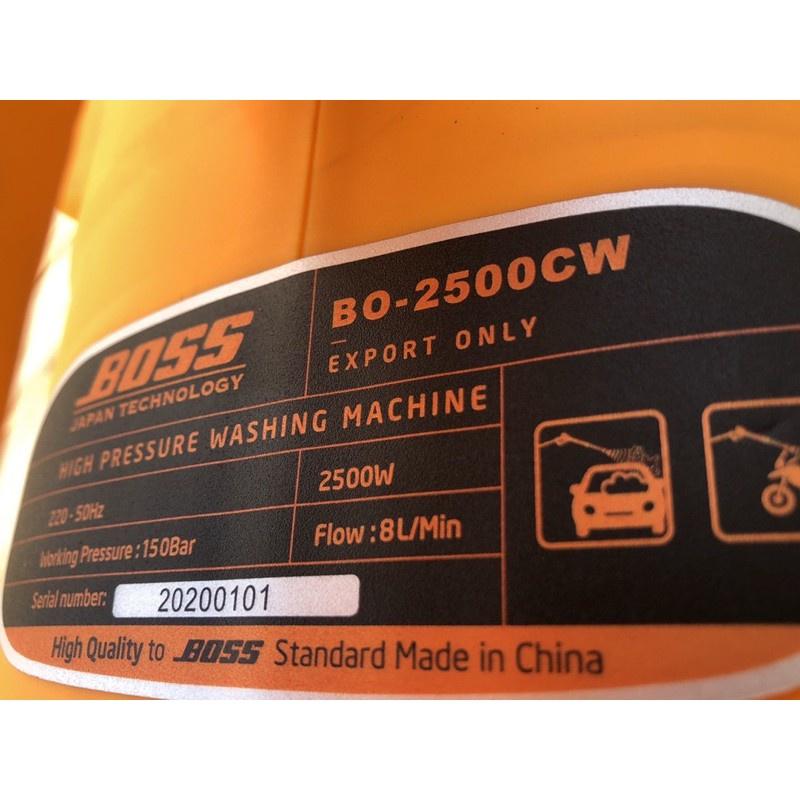 BOSS
JAPAN TECHNOLOGY
BO-2500CW
EXPORT ONLY
HIGH PRESSURE WASHING MACHINE
220 - 50Hz
2500W
Working Pressure : 150Bar
Flow : 8L/Min
Serial number: 20200101
High Quality to BOSS Standard Made in China